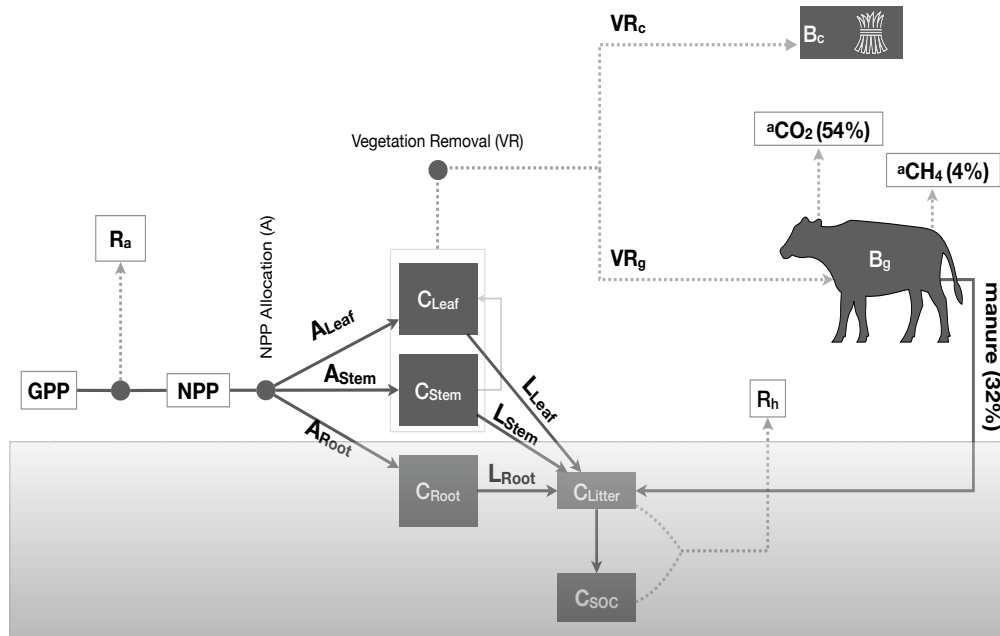 VRc
Bc
aCO2 (54%)
Vegetation Removal (VR)
aCH4 (4%)
Ra
NPP Allocation (A)
VRg
Bg
CLeaf
ALeaf
manure (32%)
GPP
NPP
AStem
CStem
LLeaf
LStem
Rh
ARoot
CRoot
LRoot
CLitter
CSOC